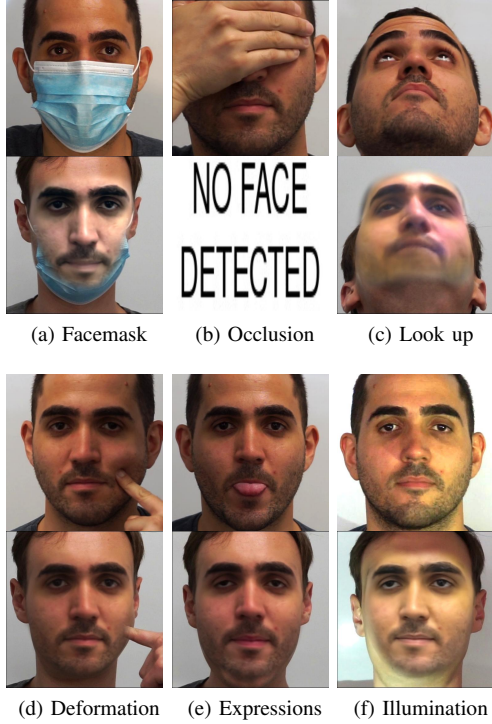 NO FACE
DETECTED
(a) Facemask (b) Occlusion (c) Look up
(d) Deformation (e) Expressions (f) Illumination